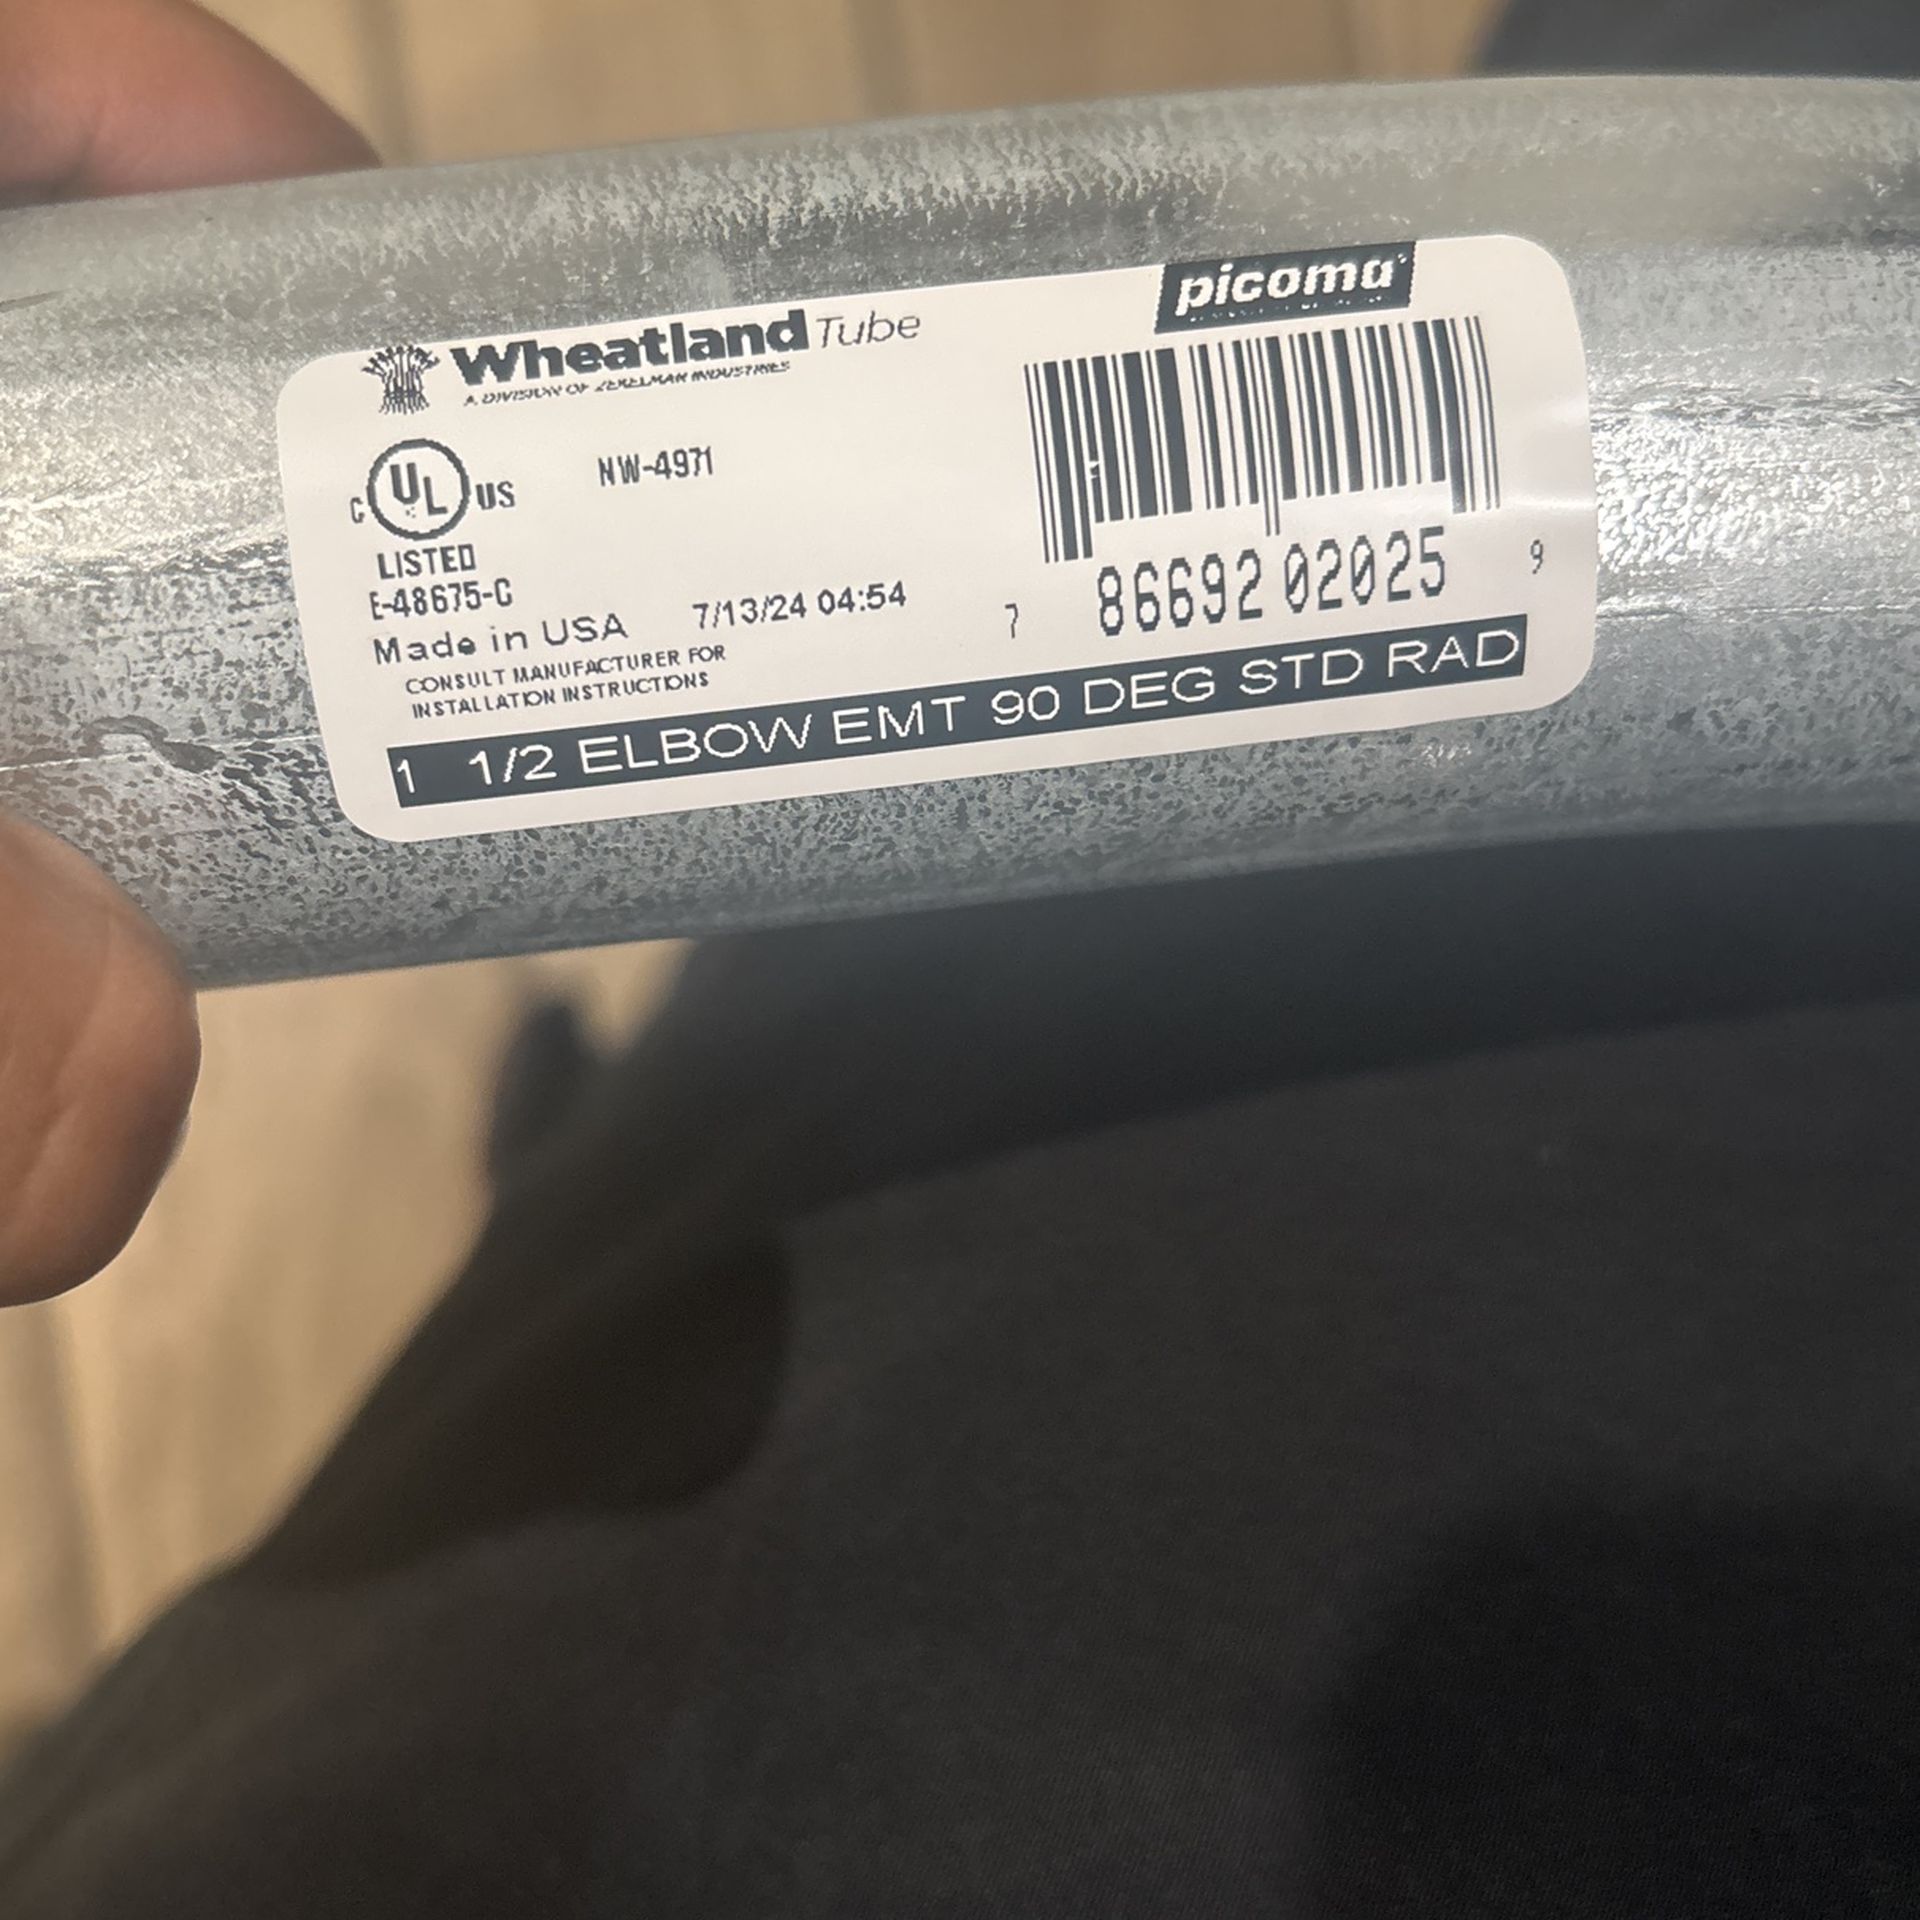 Wheatland Tube
A DIVISION OF ZEKELMAN INDUSTRIES
picoma
C UL US
NW-4971
LISTED
E-48675-C
Made in USA
7/13/24 04:54
CONSULT MANUFACTURER FOR
INSTALLATION INSTRUCTIONS
7 86692 02025 9
1 1/2 ELBOW EMT 90 DEG STD RAD